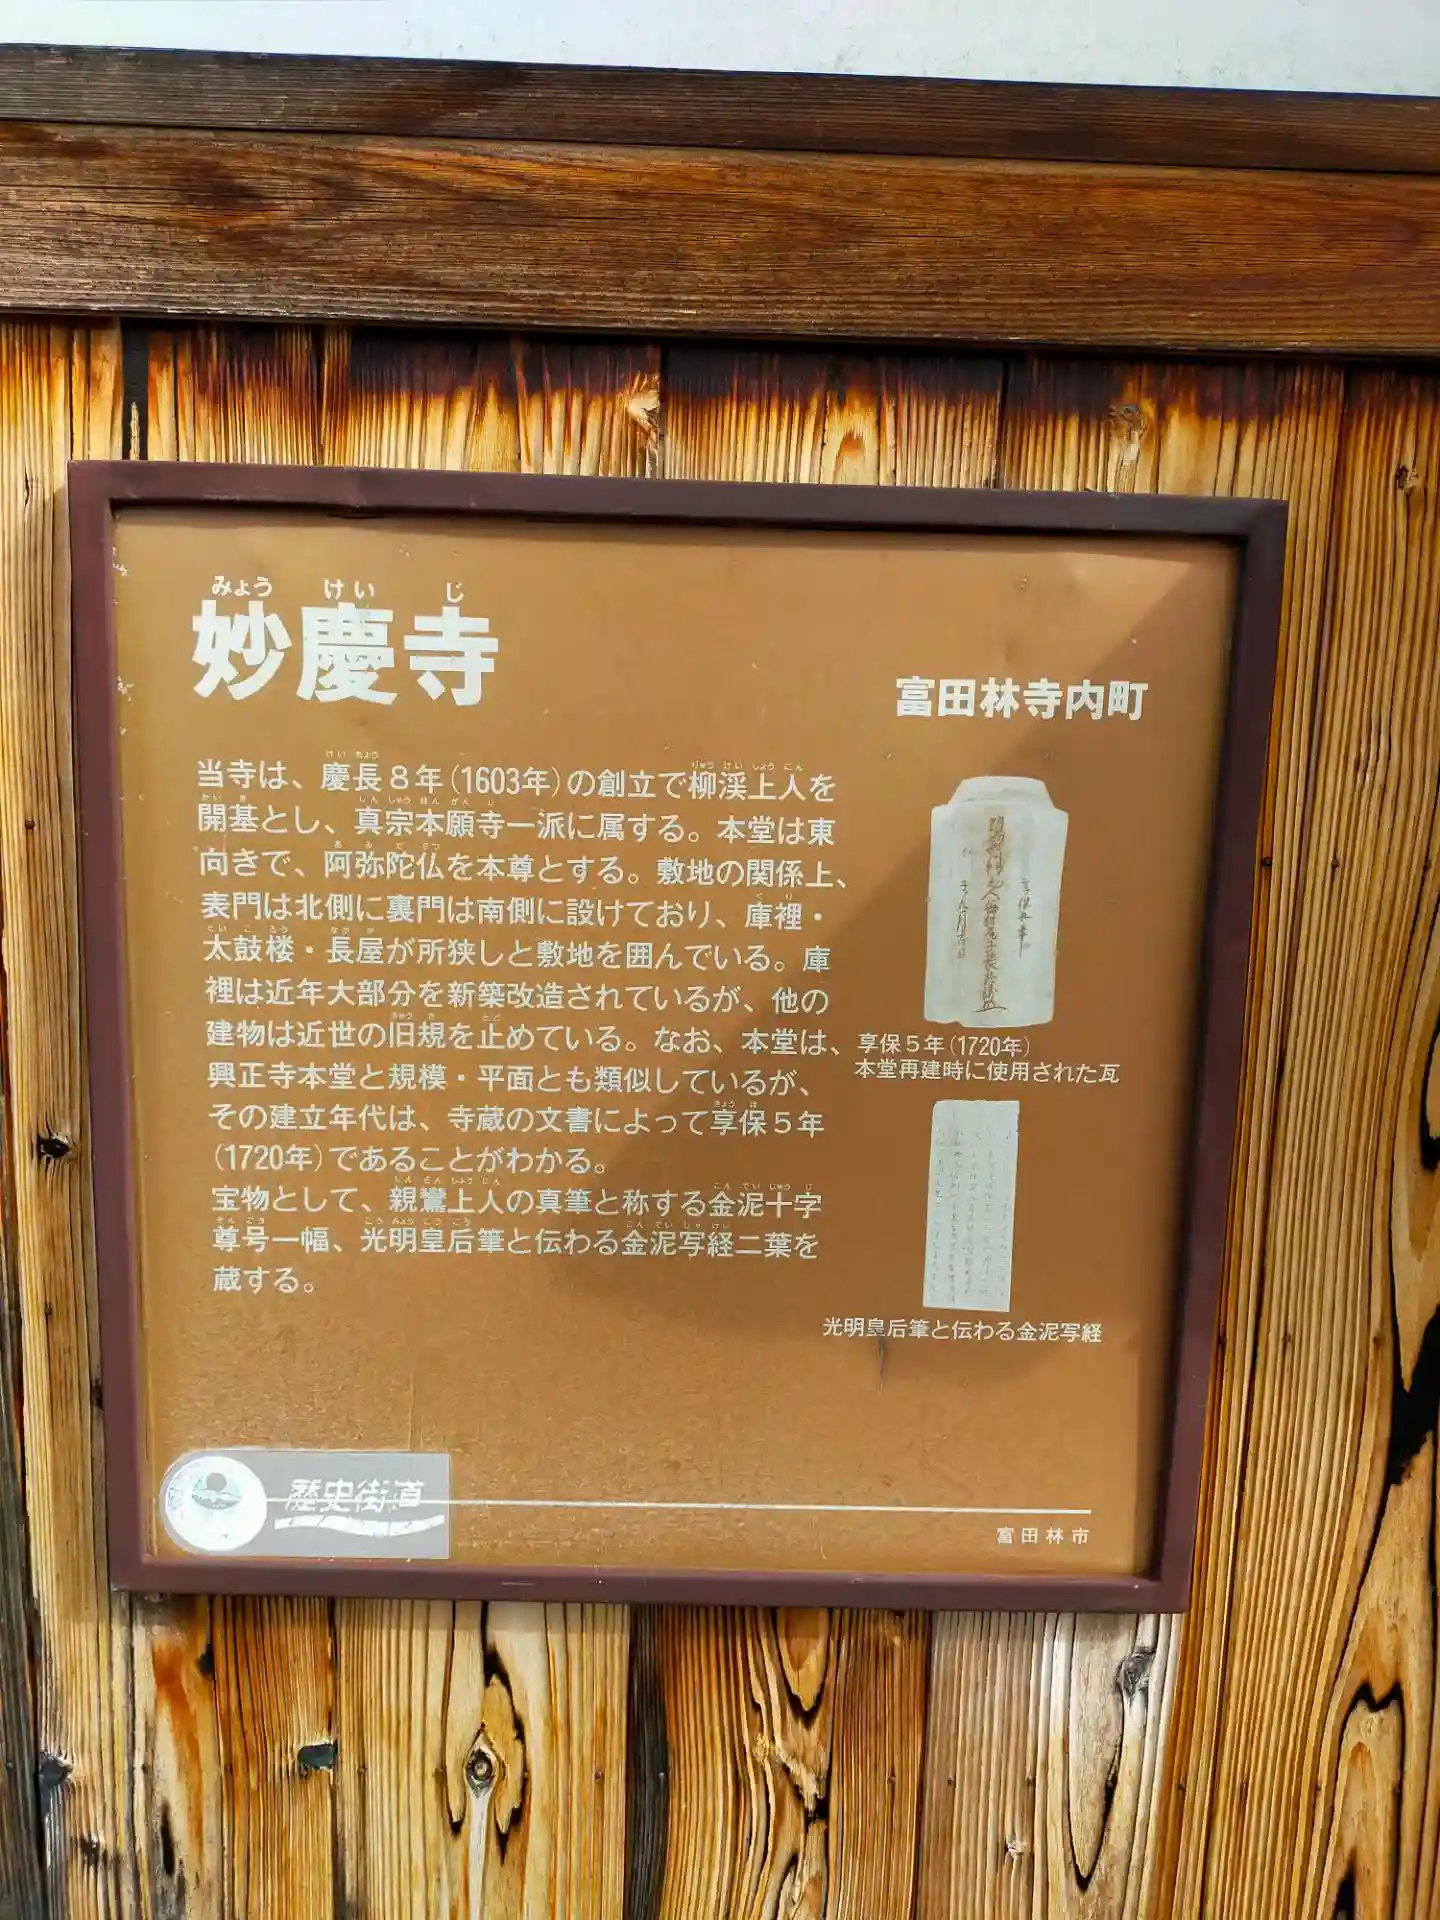 みょう けい じ
妙慶寺
富田林寺内町
当寺は、慶長8年(1603年)の創立で柳渓上人を
開基とし、真宗本願寺一派に属する。本堂は東
向きで、阿弥陀仏を本尊とする。敷地の関係上、
表門は北側に裏門は南側に設けており、庫裡・
太鼓楼・長屋が所狭しと敷地を囲んでいる。庫
裡は近年大部分を新築改造されているが、他の
建物は近世の旧規を止めている。なお、本堂は、
興正寺本堂と規模・平面とも類似しているが、
その建立年代は、寺蔵の文書によって享保5年
(1720年)であることがわかる。
宝物として、親鸞上人の真筆と称する金泥十字
尊号一幅、光明皇后筆と伝わる金泥写経二葉を
蔵する。
享保5年(1720年)
本堂再建時に使用された瓦
光明皇后筆と伝わる金泥写経
歴史街道
富田林市